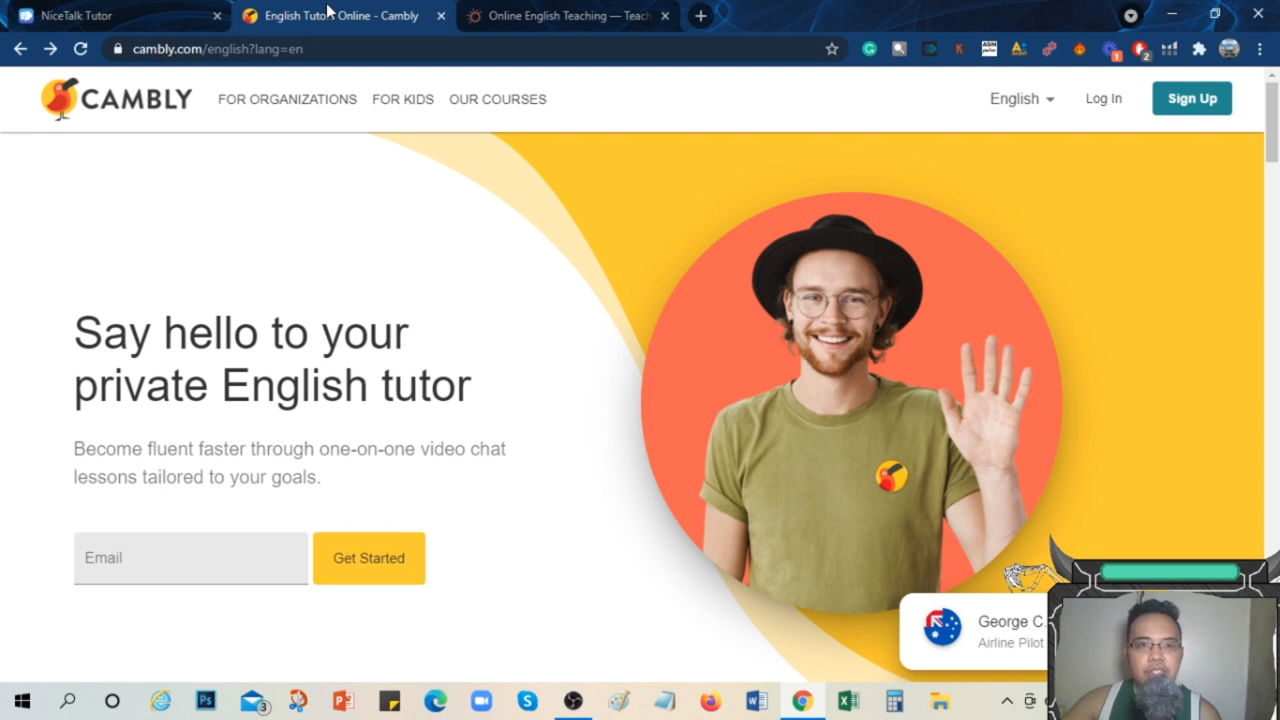 NiceTalk Tutor
English Tutors Online - Cambly
Online English Teaching — Teach
cambly.com/english?lang=en
CAMBLY
FOR ORGANIZATIONS
FOR KIDS
OUR COURSES
English
Log In
Sign Up
Say hello to your
private English tutor
Become fluent faster through one-on-one video chat
lessons tailored to your goals.
Email
Get Started
George C.
Airline Pilot